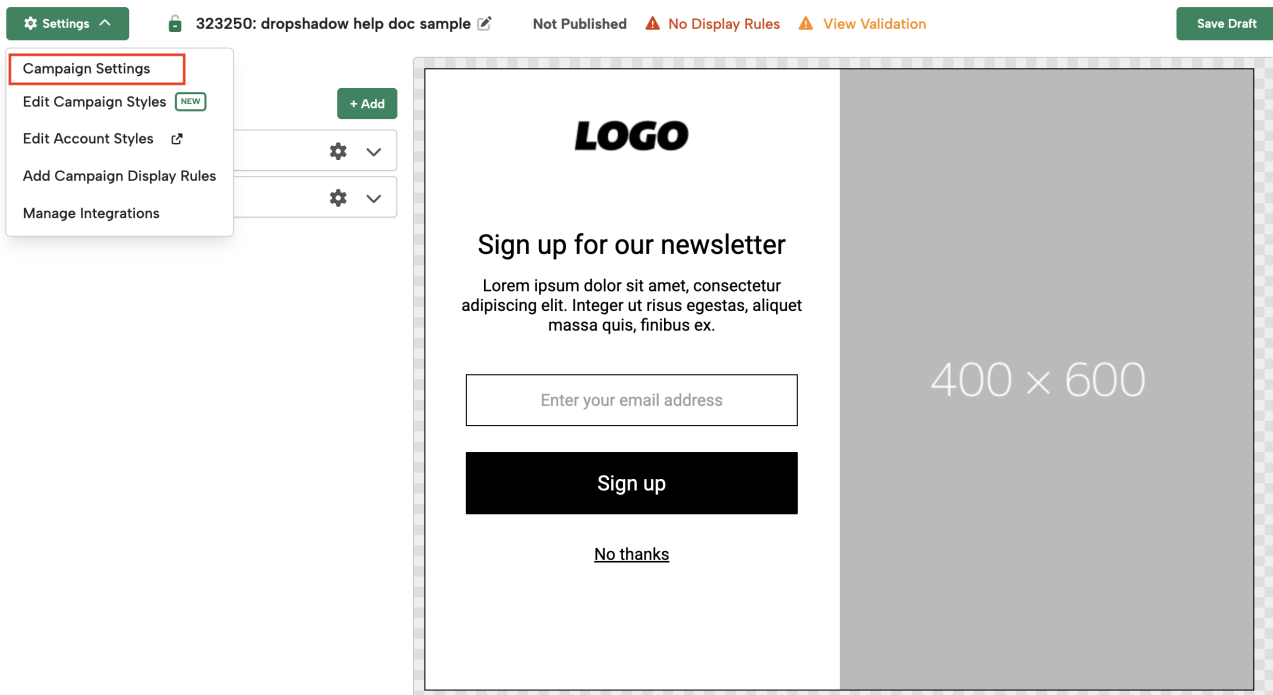 Settings
323250: dropshadow help doc sample
Not Published
No Display Rules
View Validation
Save Draft
Campaign Settings
Edit Campaign Styles NEW
Edit Account Styles
Add Campaign Display Rules
Manage Integrations
+ Add
LOGO
Sign up for our newsletter
Lorem ipsum dolor sit amet, consectetur
adipiscing elit. Integer ut risus egestas, aliquet
massa quis, finibus ex.
Enter your email address
Sign up
No thanks
400 × 600